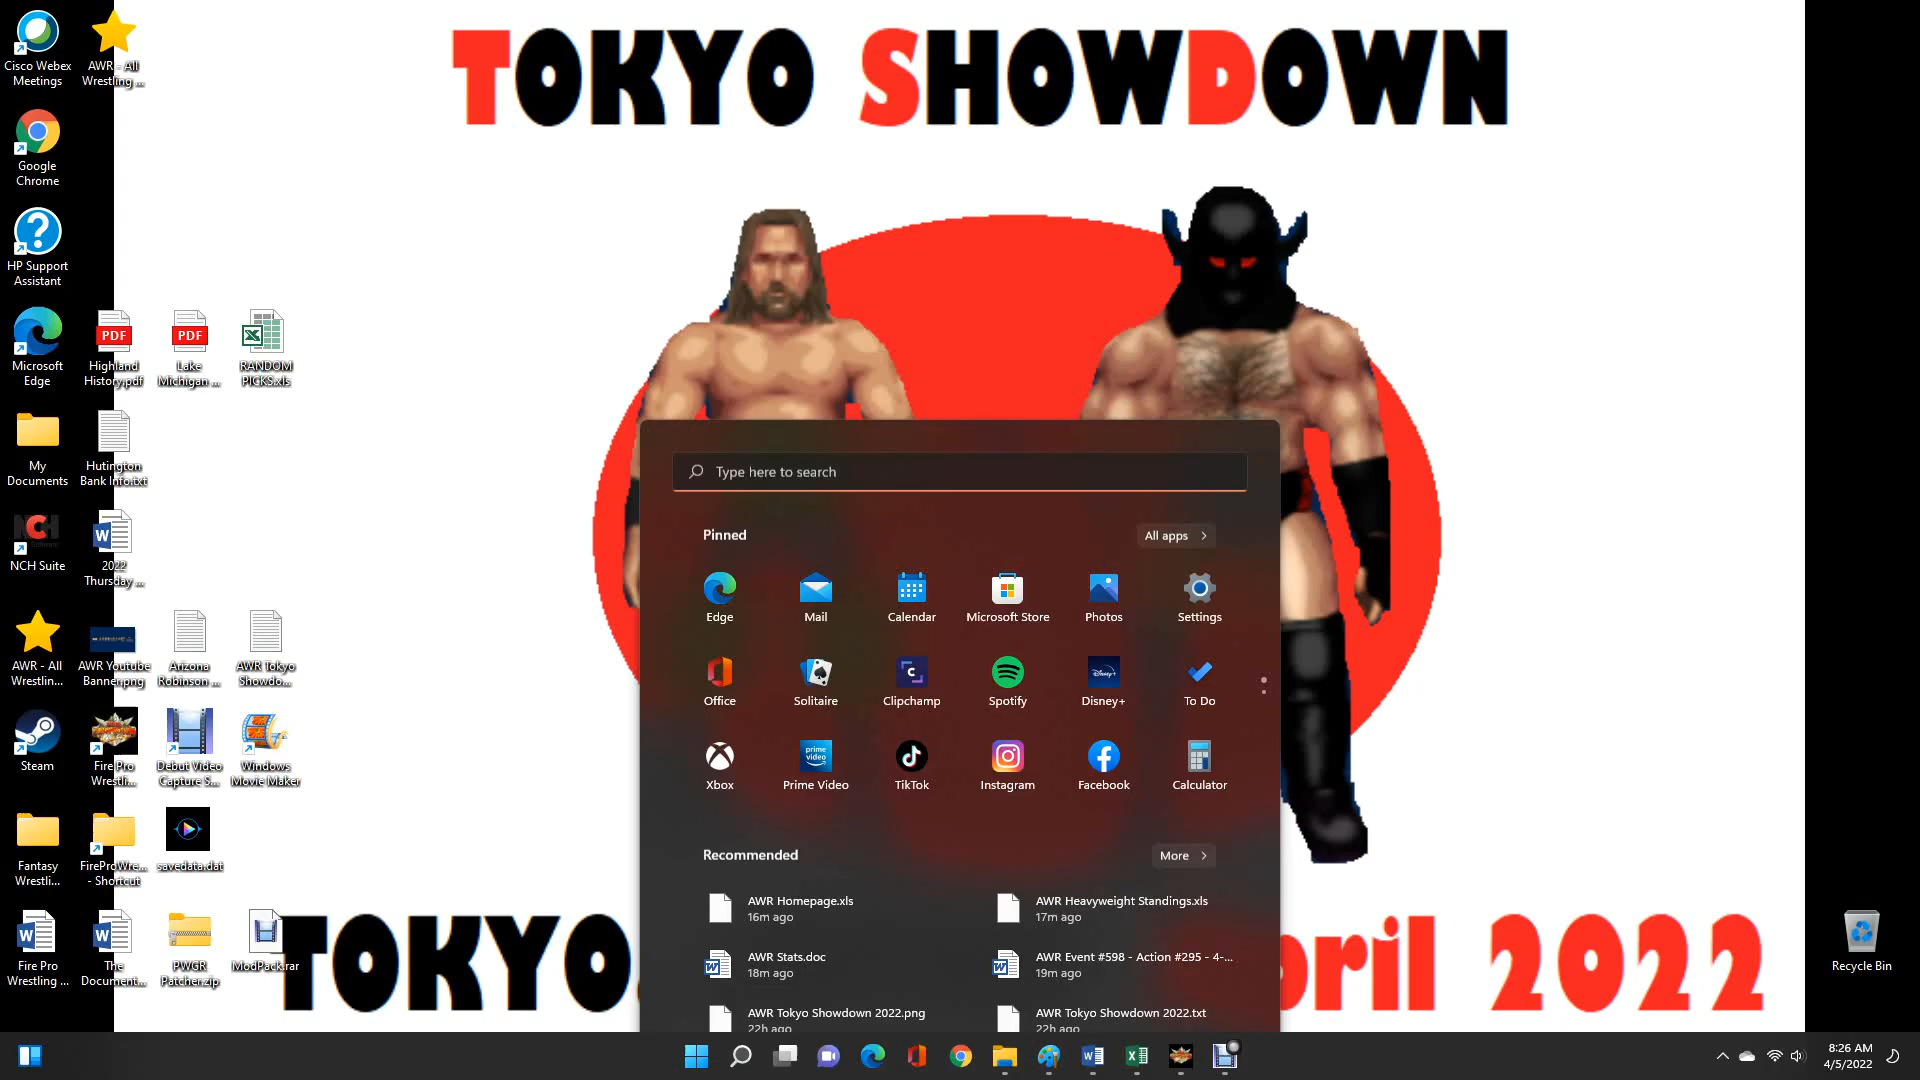 TOKYO SHOWDOWN
Cisco Webex
Meetings
AWR - All
Wrestling ...
Google
Chrome
HP Support
Assistant
Microsoft
Edge
Highland
History.pdf
Lake
Michigan ...
RANDOM
PICKS.xls
PDF
PDF
My
Documents
Hutington
Bank Info.txt
NCH
NCH Suite
2022
Thursday ...
AWR - All
Wrestlin...
AWR Youtube
Banner.png
Arizona
Robinson ...
AWR Tokyo
Showdo...
Steam
Fire Pro
Wrestli...
Debut Video
Capture S...
Windows
Movie Maker
Fantasy
Wrestli...
FireProWre...
- Shortcut
savedata.dat
Fire Pro
Wrestling ...
The
Document...
PWGR
Patcher.zip
ModPack.rar
Type here to search
Pinned
All apps
Edge
Mail
Calendar
Microsoft Store
Photos
Settings
Office
Solitaire
Clipchamp
Spotify
Disney+
To Do
Xbox
prime
video
Prime Video
TikTok
Instagram
Facebook
Calculator
Recommended
More
AWR Homepage.xls
16m ago
AWR Heavyweight Standings.xls
17m ago
AWR Stats.doc
18m ago
AWR Event #598 - Action #295 - 4-...
19m ago
AWR Tokyo Showdown 2022.png
22h ago
AWR Tokyo Showdown 2022.txt
22h ago
TOKYO
pril 2022
Recycle Bin
8:26 AM
4/5/2022